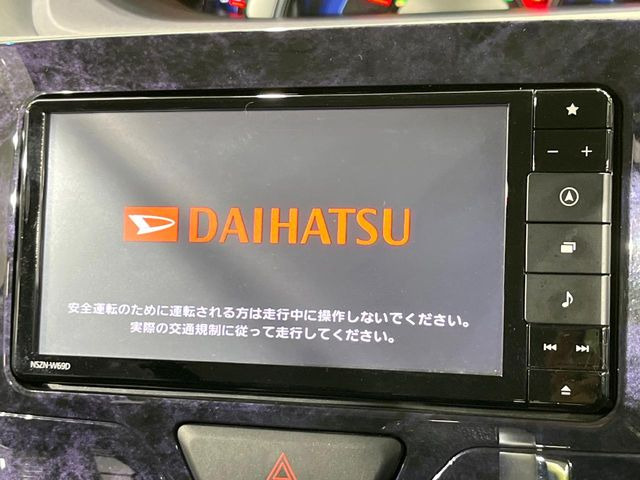 DAIHATSU
安全運転のために運転される方は走行中に操作しないでください。
実際の交通規制に従って走行してください。
NSZN-W69D